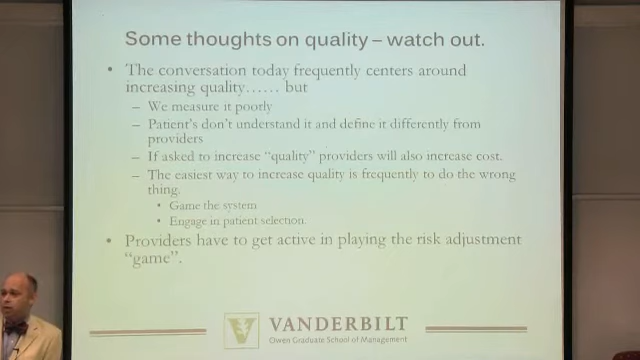 Some thoughts on quality – watch out.
• The conversation today frequently centers around
increasing quality…… but
– We measure it poorly
– Patient's don't understand it and define it differently from
providers
– If asked to increase "quality" providers will also increase cost.
– The easiest way to increase quality is frequently to do the wrong
thing.
• Game the system
• Engage in patient selection.
• Providers have to get active in playing the risk adjustment
"game".
VANDERBILT
Owen Graduate School of Management